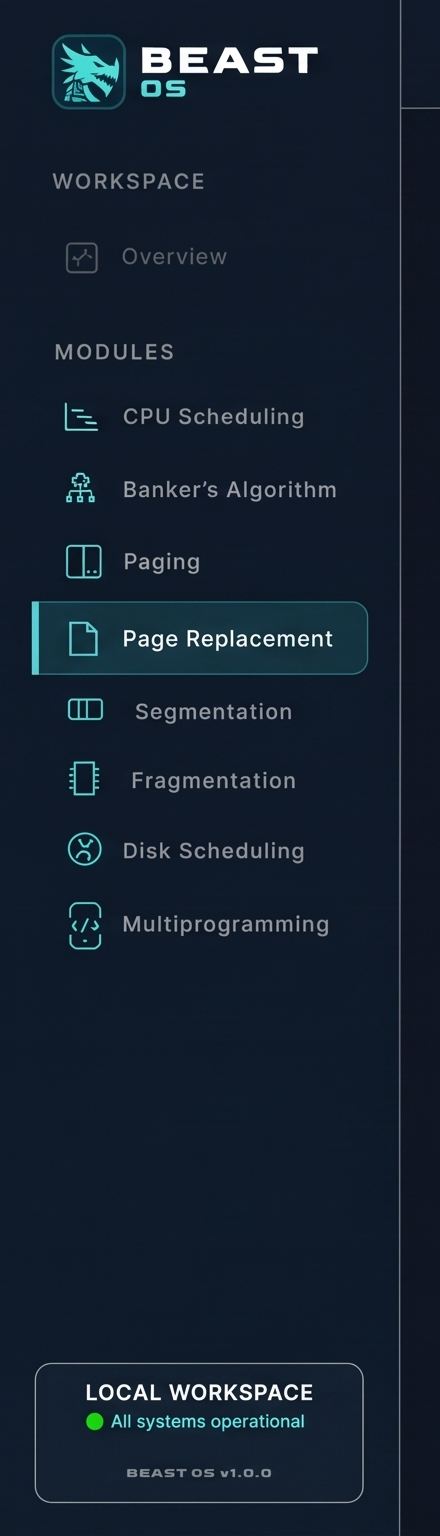 BEAST
OS
WORKSPACE
Overview
MODULES
CPU Scheduling
Banker’s Algorithm
Paging
Page Replacement
Segmentation
Fragmentation
Disk Scheduling
Multiprogramming
LOCAL WORKSPACE
All systems operational
BEAST OS v1.0.0